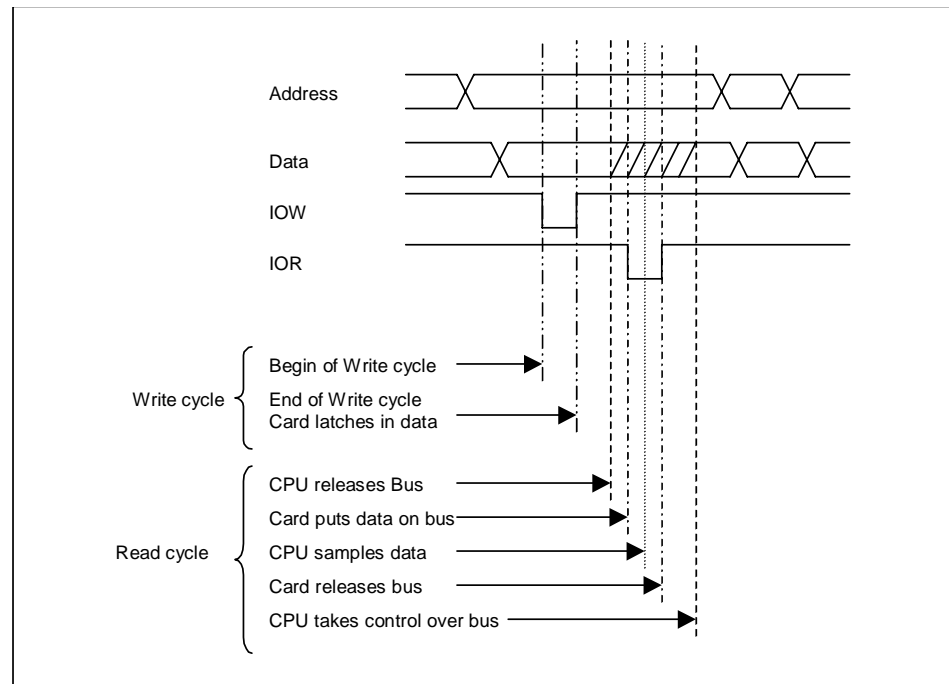 Address
Data
IOW
IOR
Write cycle
Begin of Write cycle
End of Write cycle
Card latches in data
Read cycle
CPU releases Bus
Card puts data on bus
CPU samples data
Card releases bus
CPU takes control over bus